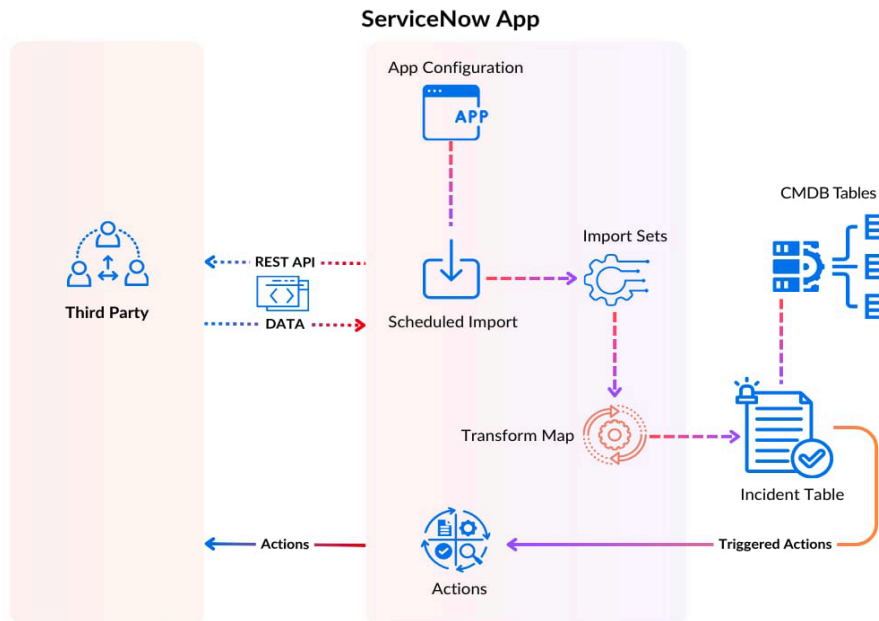 ServiceNow App
App Configuration
APP
CMDB Tables
Import Sets
REST API
Third Party
DATA
Scheduled Import
Transform Map
Incident Table
Actions
Triggered Actions
Actions